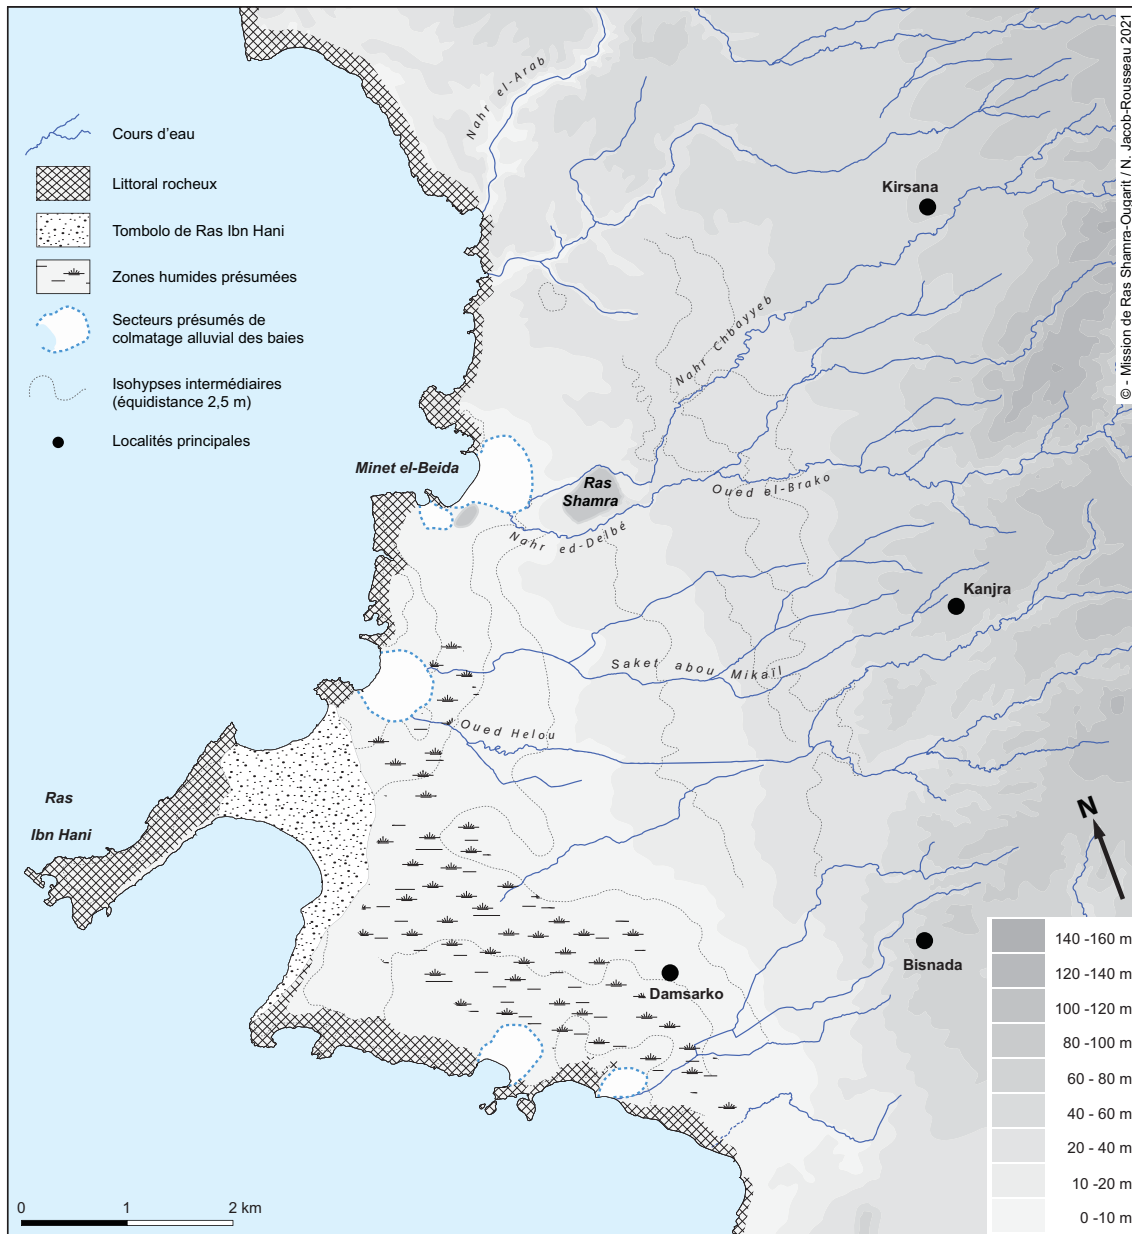 Cours d'eau
Littoral rocheux
Tombolo de Ras Ibn Hani
Zones humides présumées
Secteurs présumés de
colmatage alluvial des baies
Isohypses intermédiaires
(équidistance 2,5 m)
Localités principales
Nahr el-Arab
Kirsana
© - Mission de Ras Shamra-Ougarit / N. Jacob-Rousseau 2021
Nahr Chbayyeb
Minet el-Beida
Ras
Shamra
Oued el-Brako
Nahr ed-Delbé
Kanjra
Saket abou Mikaïl
Oued Helou
Ras
Ibn Hani
N
Bisnada
Damsarko
140 -160 m
120 -140 m
100 -120 m
80 -100 m
60 - 80 m
40 - 60 m
20 - 40 m
10 -20 m
0 -10 m
0 1 2 km